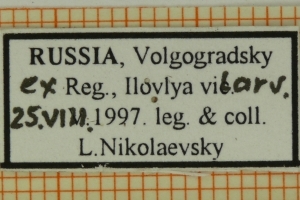 RUSSIA, Volgogradsky
ex Reg., Ilovlya vi larv.
25.VIII.1997. leg. & coll.
L.Nikolaevsky